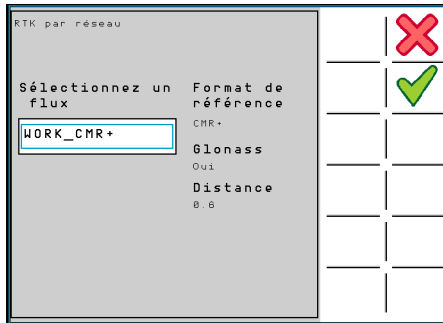 RTK par réseau
Sélectionnez un
flux
WORK_CMR+
Format de
référence
CMR+
Glonass
Oui
Distance
0.6